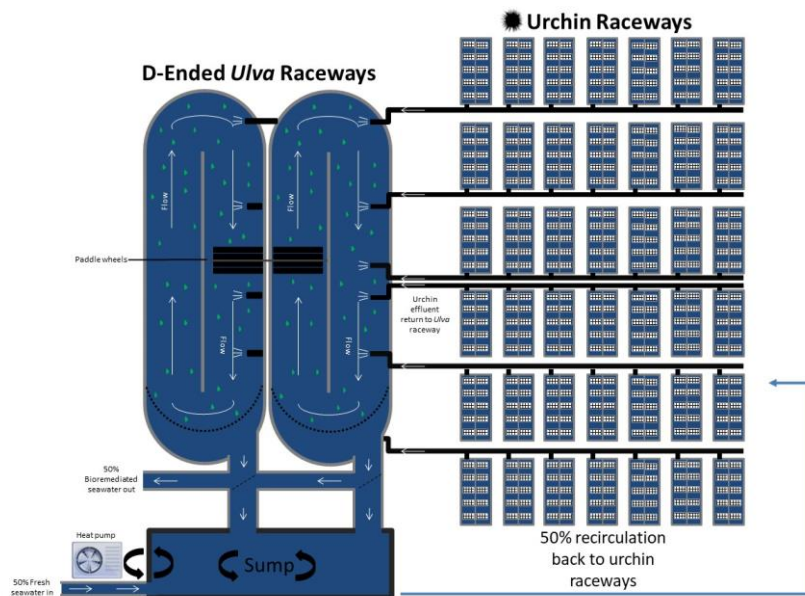 Urchin Raceways
D-Ended Ulva Raceways
Flow
Flow
Paddle wheels
Urchin
effluent
return to Ulva
raceway
Flow
Flow
50%
Bioremediated
seawater out
Heat pump
Sump
50% Fresh
seawater in
50% recirculation
back to urchin
raceways